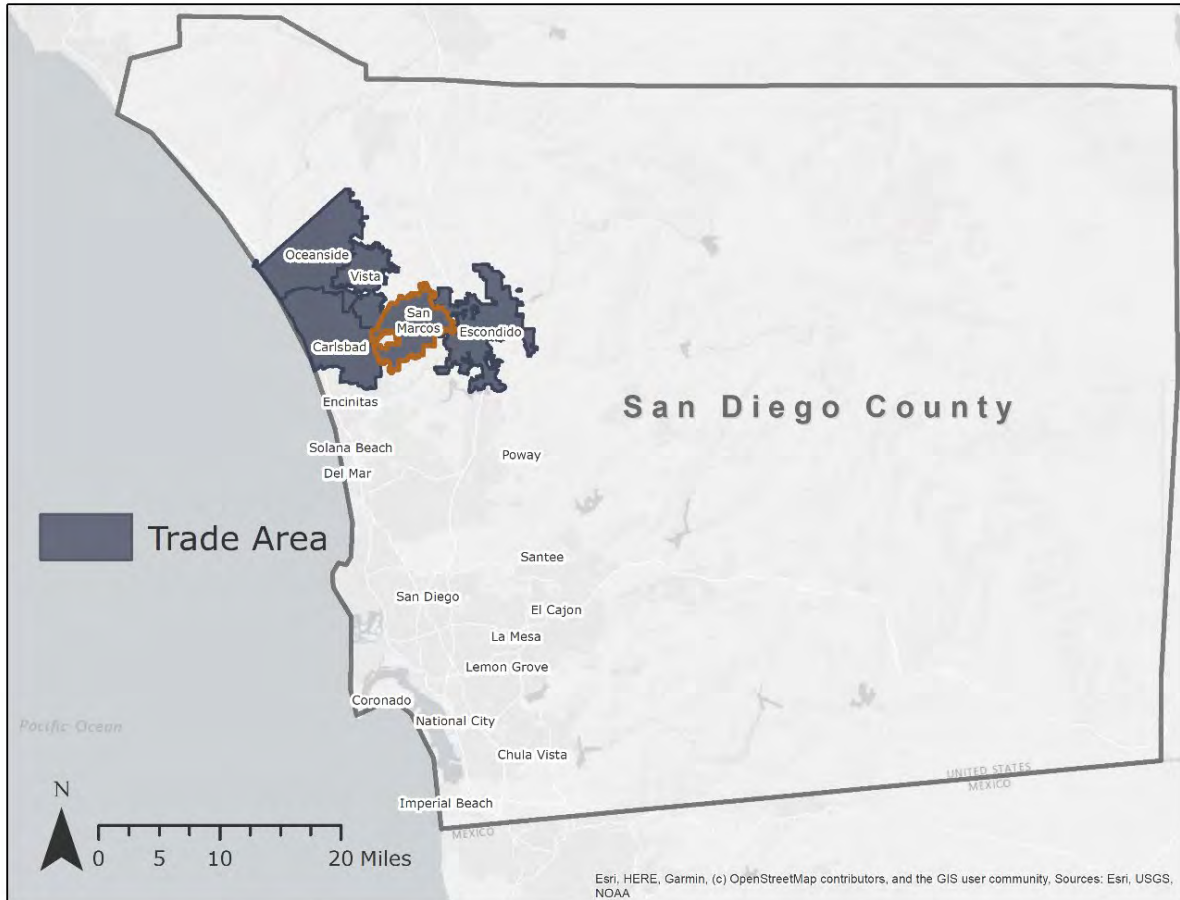 Oceanside
Vista
San
Marcos
Escondido
Carlsbad
Encinitas
San Diego County
Solana Beach
Poway
Del Mar
Trade Area
Santee
San Diego
El Cajon
La Mesa
Lemon Grove
Coronado
National City
Pacific Ocean
Chula Vista
UNITED STATES
MEXICO
N
Imperial Beach
MEXICO
0 5 10 20 Miles
Esri, HERE, Garmin, (c) OpenStreetMap contributors, and the GIS user community, Sources: Esri, USGS,
NOAA